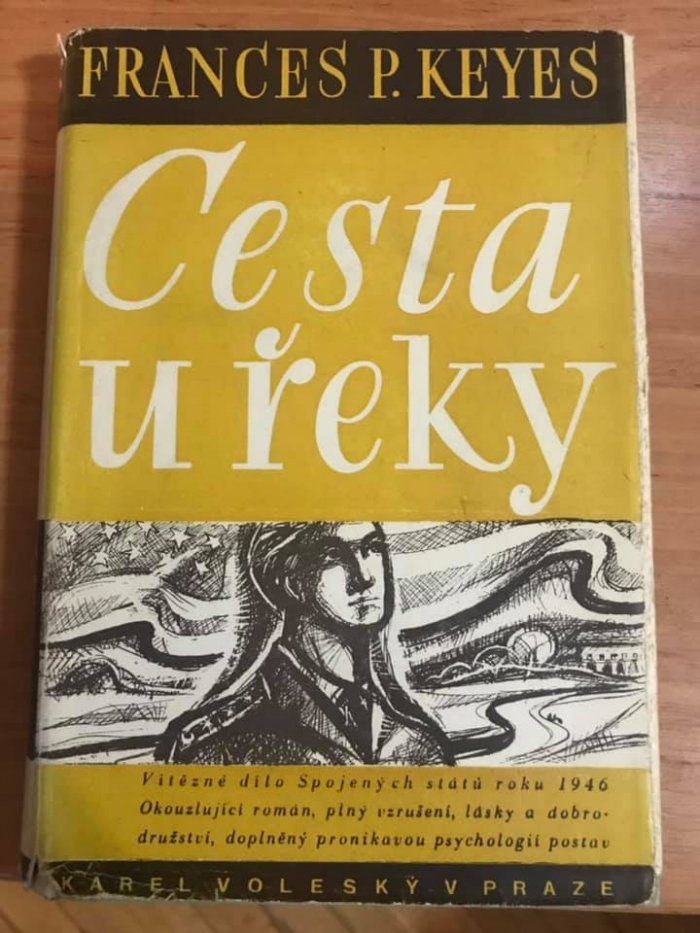 FRANCES P. KEYES
Cesta
u řeky
Vítězné dílo Spojených států roku 1946
Okouzlující román, plný vzrušení, lásky a dobro-
družství, doplněný pronikavou psychologií postav
KAREL VOLESKÝ V PRAZE